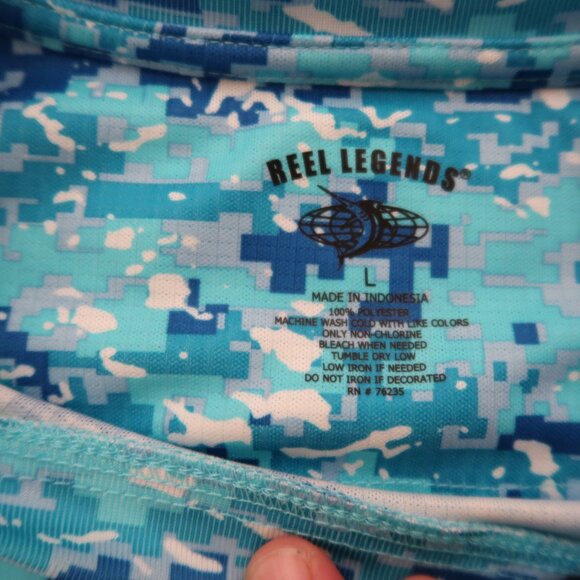 REEL LEGENDS®
L
MADE IN INDONESIA
100% POLYESTER
MACHINE WASH COLD WITH LIKE COLORS
ONLY NON-CHLORINE
BLEACH WHEN NEEDED
TUMBLE DRY LOW
LOW IRON IF NEEDED
DO NOT IRON IF DECORATED
RN # 76235